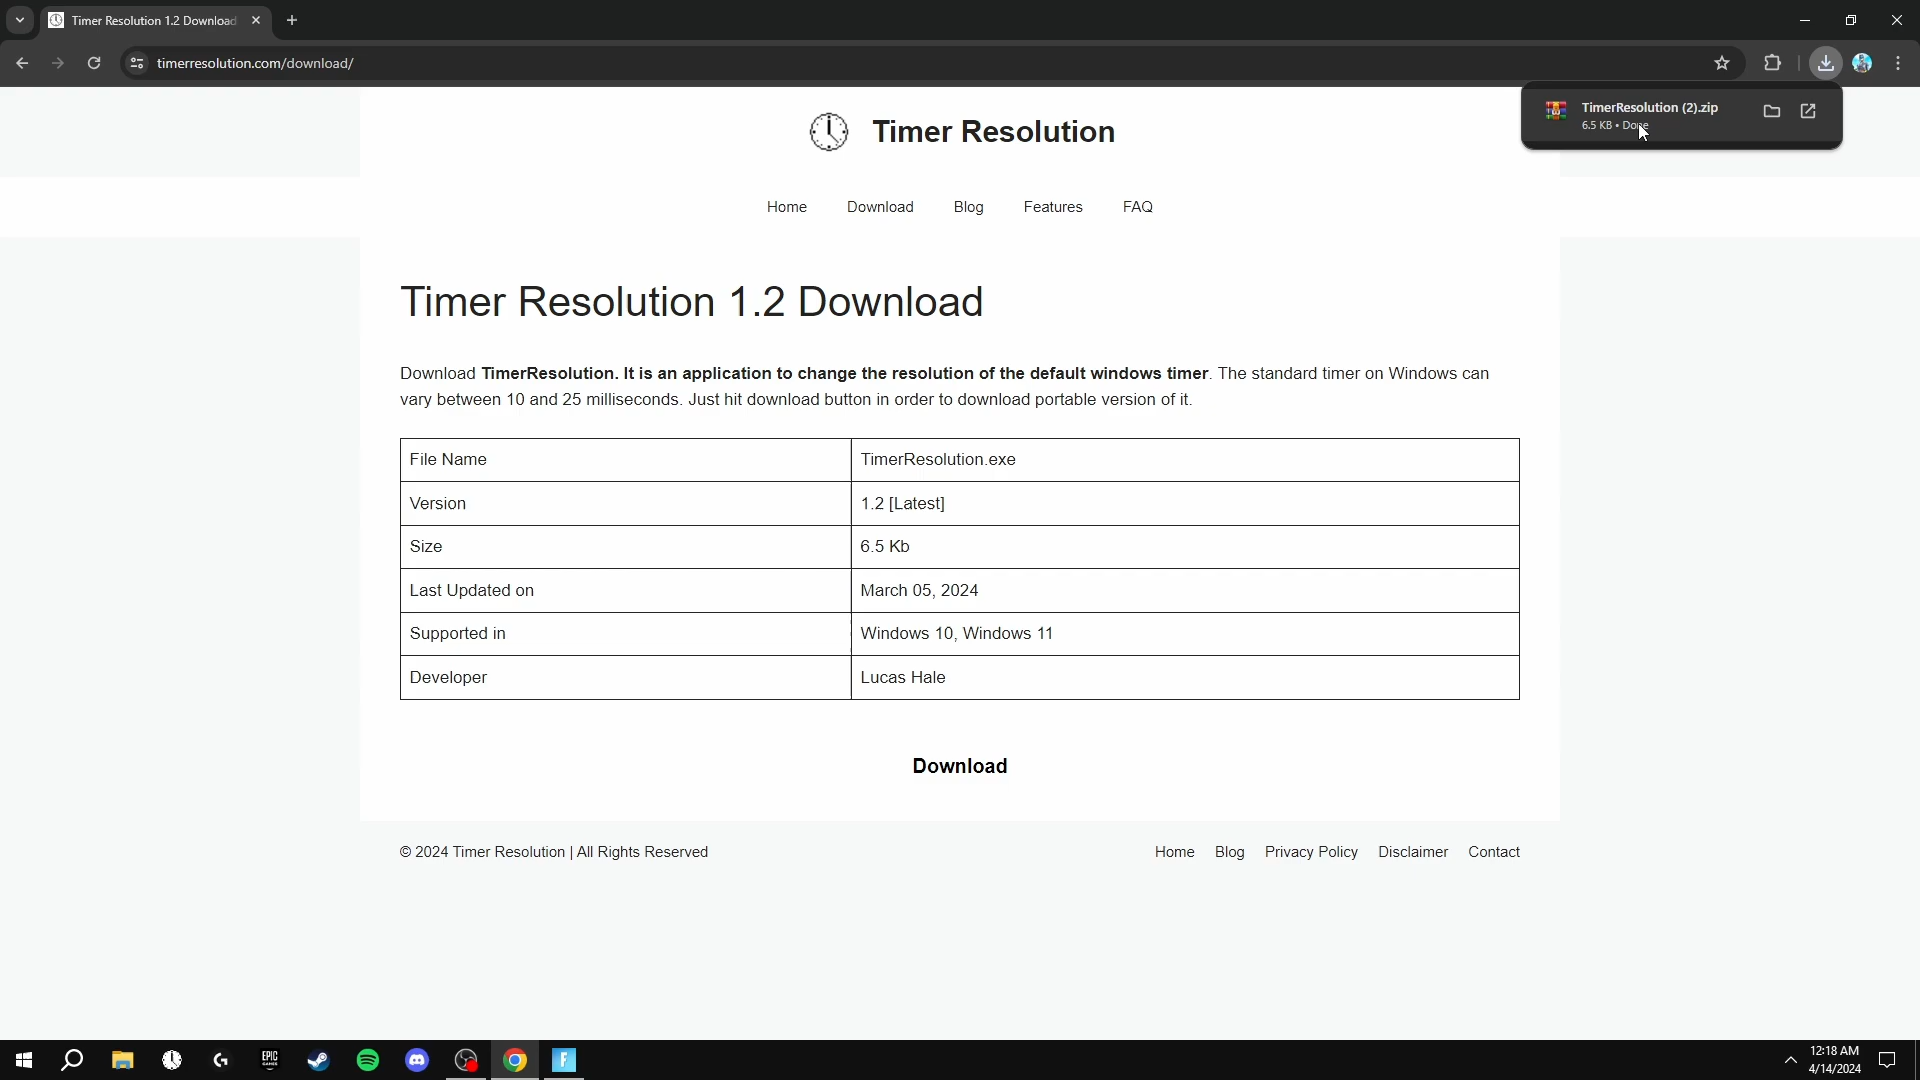 Timer Resolution 1.2 Download
timerresolution.com/download/
TimerResolution (2).zip
6.5 KB • Done
Timer Resolution
Home Download Blog Features FAQ
Timer Resolution 1.2 Download
Download TimerResolution. It is an application to change the resolution of the default windows timer. The standard timer on Windows can
vary between 10 and 25 milliseconds. Just hit download button in order to download portable version of it.
File Name TimerResolution.exe
Version 1.2 [Latest]
Size 6.5 Kb
Last Updated on March 05, 2024
Supported in Windows 10, Windows 11
Developer Lucas Hale
Download
© 2024 Timer Resolution | All Rights Reserved
Home Blog Privacy Policy Disclaimer Contact
EPIC
GAMES
F
12:18 AM
4/14/2024